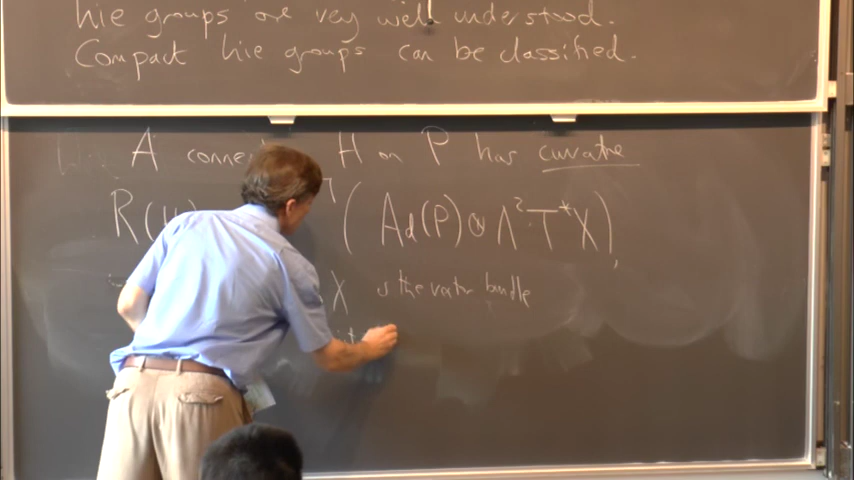 Lie groups are very well understood.
Compact Lie groups can be classified.
A connec H on P has curvature
R(H) Γ(Ad(P)⊗Λ²T*X),
X is the vector bundle